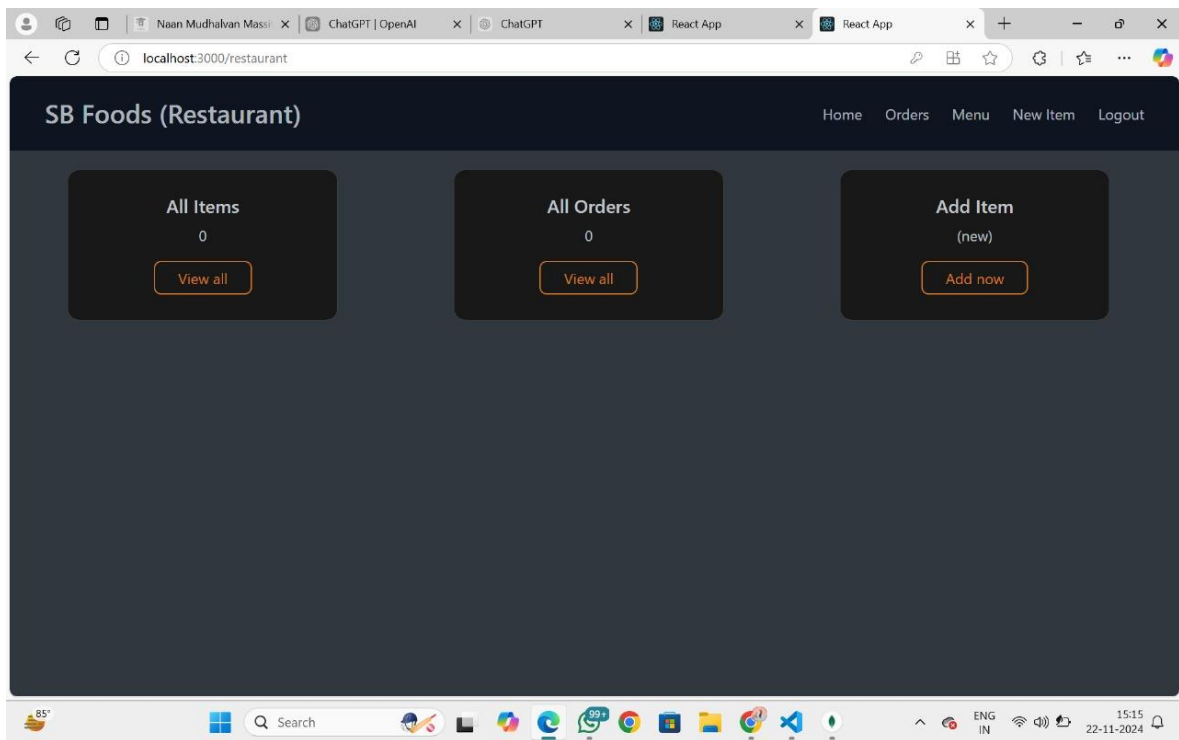 Naan Mudhalvan Massi
ChatGPT | OpenAI
ChatGPT
React App
React App
localhost:3000/restaurant
SB Foods (Restaurant)
Home Orders Menu New Item Logout
All Items
0
View all
All Orders
0
View all
Add Item
(new)
Add now
85°
Search
99+
ENG
IN
15:15
22-11-2024